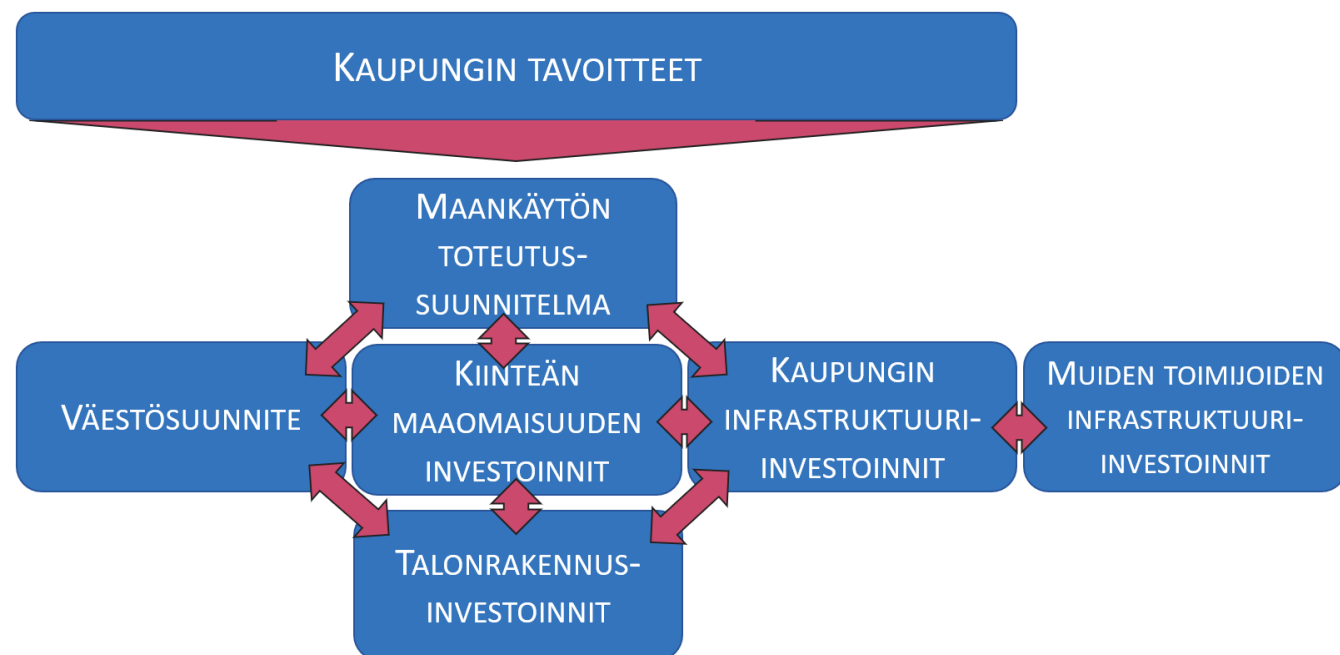 KAUPUNGIN TAVOITTEET
MAANKÄYTÖN
TOTEUTUS-
SUUNNITELMA
VÄESTÖSUUNNITE
KIINTEÄN
MAAOMAISUUDEN
INVESTOINNIT
KAUPUNGIN
INFRASTRUKTUURI-
INVESTOINNIT
MUIDEN TOIMIJOIDEN
INFRASTRUKTUURI-
INVESTOINNIT
TALONRAKENNUS-
INVESTOINNIT